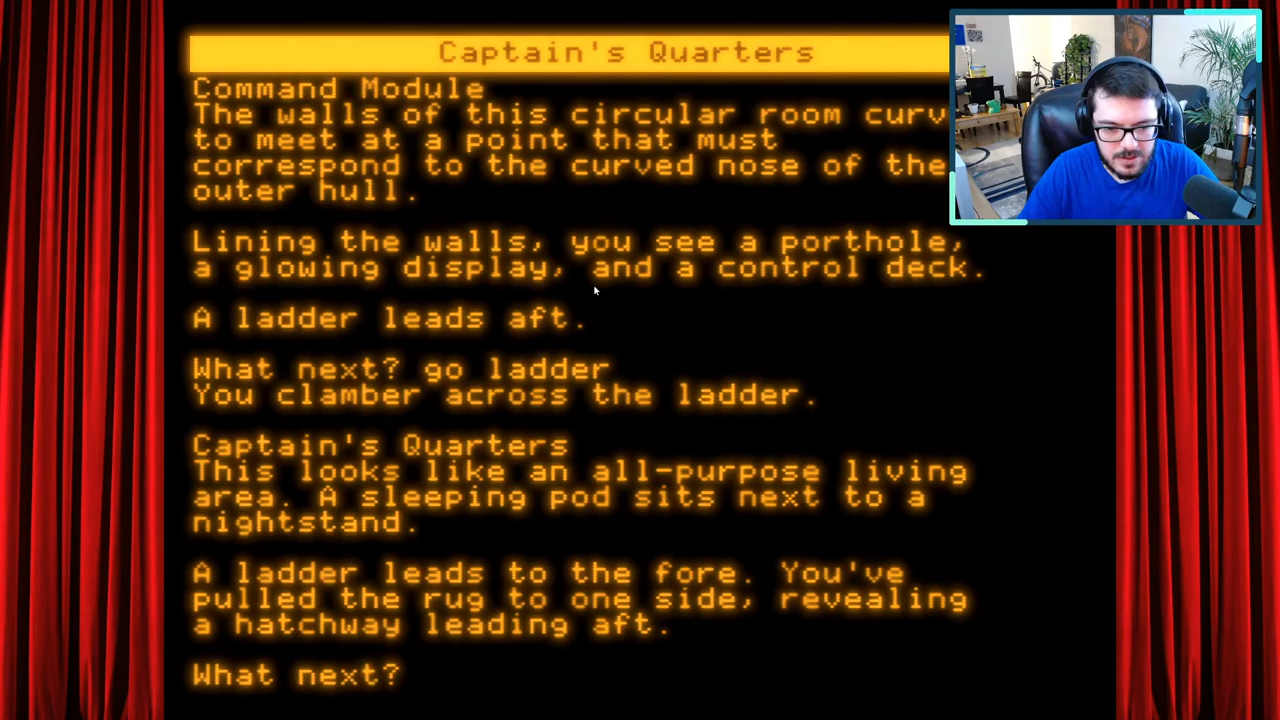 Captain's Quarters
Command Module
The walls of this circular room curv
to meet at a point that must
correspond to the curved nose of the
outer hull.
Lining the walls, you see a porthole,
a glowing display, and a control deck.
A ladder leads aft.
What next? go ladder
You clamber across the ladder.
Captain's Quarters
This looks like an all-purpose living
area. A sleeping pod sits next to a
nightstand.
A ladder leads to the fore. You've
pulled the rug to one side, revealing
a hatchway leading aft.
What next?